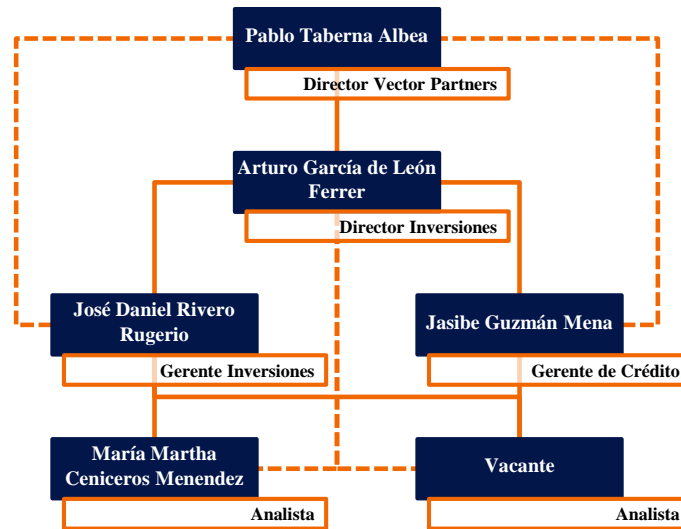 Pablo Taberna Albea
Director Vector Partners
Arturo García de León
Ferrer
Director Inversiones
José Daniel Rivero
Rugerio
Gerente Inversiones
Jasibe Guzmán Mena
Gerente de Crédito
María Martha
Ceniceros Menendez
Analista
Vacante
Analista